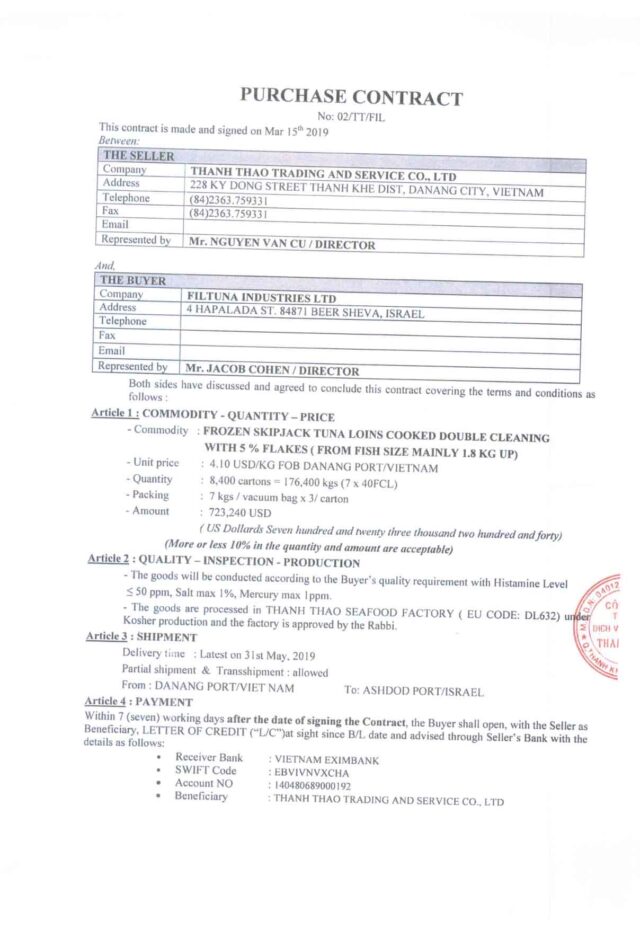 PURCHASE CONTRACT
No: 02/TT/FIL
This contract is made and signed on Mar 15th 2019
Between:
THE SELLER
Company THANH THAO TRADING AND SERVICE CO., LTD
Address 228 KY DONG STREET THANH KHE DIST, DANANG CITY, VIETNAM
Telephone (84)2363.759331
Fax (84)2363.759331
Email
Represented by Mr. NGUYEN VAN CU / DIRECTOR
And,
THE BUYER
Company FILTUNA INDUSTRIES LTD
Address 4 HAPALADA ST. 84871 BEER SHEVA, ISRAEL
Telephone
Fax
Email
Represented by Mr. JACOB COHEN / DIRECTOR
Both sides have discussed and agreed to conclude this contract covering the terms and conditions as
follows :
Article 1 : COMMODITY - QUANTITY – PRICE
- Commodity : FROZEN SKIPJACK TUNA LOINS COOKED DOUBLE CLEANING
WITH 5 % FLAKES ( FROM FISH SIZE MAINLY 1.8 KG UP)
- Unit price : 4.10 USD/KG FOB DANANG PORT/VIETNAM
- Quantity : 8,400 cartons = 176,400 kgs (7 x 40FCL)
- Packing : 7 kgs / vacuum bag x 3/ carton
- Amount : 723,240 USD
( US Dollards Seven hundred and twenty three thousand two hundred and forty)
(More or less 10% in the quantity and amount are acceptable)
Article 2 : QUALITY – INSPECTION - PRODUCTION
- The goods will be conducted according to the Buyer's quality requirement with Histamine Level
≤ 50 ppm, Salt max 1%, Mercury max 1ppm.
- The goods are processed in THANH THAO SEAFOOD FACTORY ( EU CODE: DL632) under
Kosher production and the factory is approved by the Rabbi.
Article 3 : SHIPMENT
Delivery time : Latest on 31st May, 2019
Partial shipment & Transshipment : allowed
From : DANANG PORT/VIET NAM To: ASHDOD PORT/ISRAEL
Article 4 : PAYMENT
Within 7 (seven) working days after the date of signing the Contract, the Buyer shall open, with the Seller as
Beneficiary, LETTER OF CREDIT ("L/C")at sight since B/L date and advised through Seller's Bank with the
details as follows:
• Receiver Bank : VIETNAM EXIMBANK
• SWIFT Code : EBVIVNVXCHA
• Account NO : 140480689000192
• Beneficiary : THANH THAO TRADING AND SERVICE CO., LTD